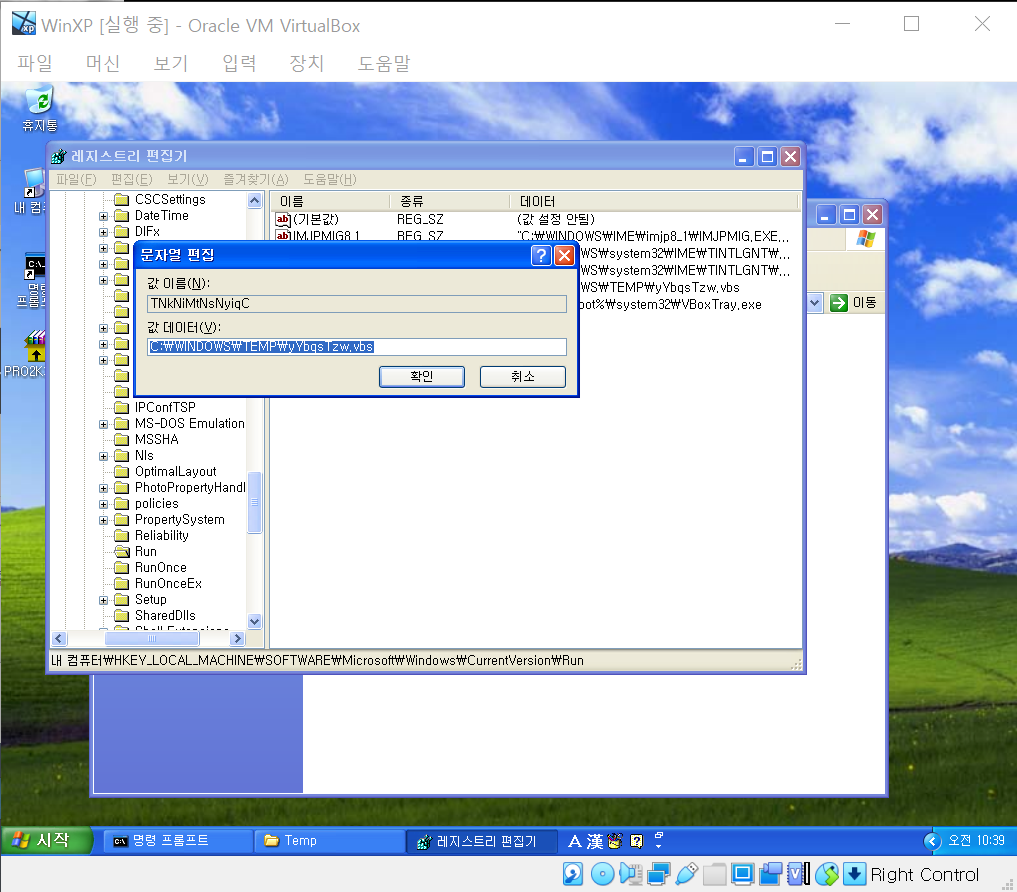 WinXP [실행 중] - Oracle VM VirtualBox
파일 머신 보기 입력 장치 도움말
휴지통
레지스트리 편집기
파일(F) 편집(E) 보기(V) 즐겨찾기(A) 도움말(H)
내 컴
명령
프롬프
CSCSettings
DateTime
DIFx
이름 종류 데이터
(기본값) REG_SZ (값 설정 안됨)
IMJPMIG8.1 REG_SZ "C:₩WINDOWS₩IME₩imjp8_1₩IMJPMIG.EXE,,,
WS₩system32₩IME₩TINTLGNT₩,,,
WS₩system32₩IME₩TINTLGNT₩,,,
WS₩TEMP₩yYbqsTzw.vbs
oot%₩system32₩VBoxTray.exe
이동
문자열 편집
값 이름(N):
TNkNiMtNsNyiqC
값 데이터(V):
C:₩WINDOWS₩TEMP₩yYbqsTzw.vbs
확인 취소
IPConfTSP
MS-DOS Emulation
MSSHA
Nls
OptimalLayout
PhotoPropertyHandl
policies
PropertySystem
Reliability
Run
RunOnce
RunOnceEx
Setup
SharedDlls
Shell Extensions
내 컴퓨터₩HKEY_LOCAL_MACHINE₩SOFTWARE₩Microsoft₩Windows₩CurrentVersion₩Run
시작 명령 프롬프트 Temp 레지스트리 편집기 A 漢 오전 10:39
Right Control